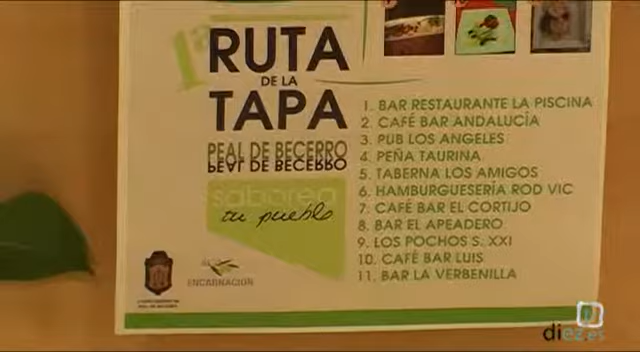 1ª RUTA
DE LA
TAPA
PEAL DE BECERRO
PEAL DE BECERRO
saborea
tu pueblo
1. BAR RESTAURANTE LA PISCINA
2. CAFÉ BAR ANDALUCÍA
3. PUB LOS ANGELES
4. PEÑA TAURINA
5. TABERNA LOS AMIGOS
6. HAMBURGUESERÍA ROD VIC
7. CAFÉ BAR EL CORTIJO
8. BAR EL APEADERO
9. LOS POCHOS S. XXI
10. CAFÉ BAR LUIS
11. BAR LA VERBENILLA
ENCARNACION
diez.es